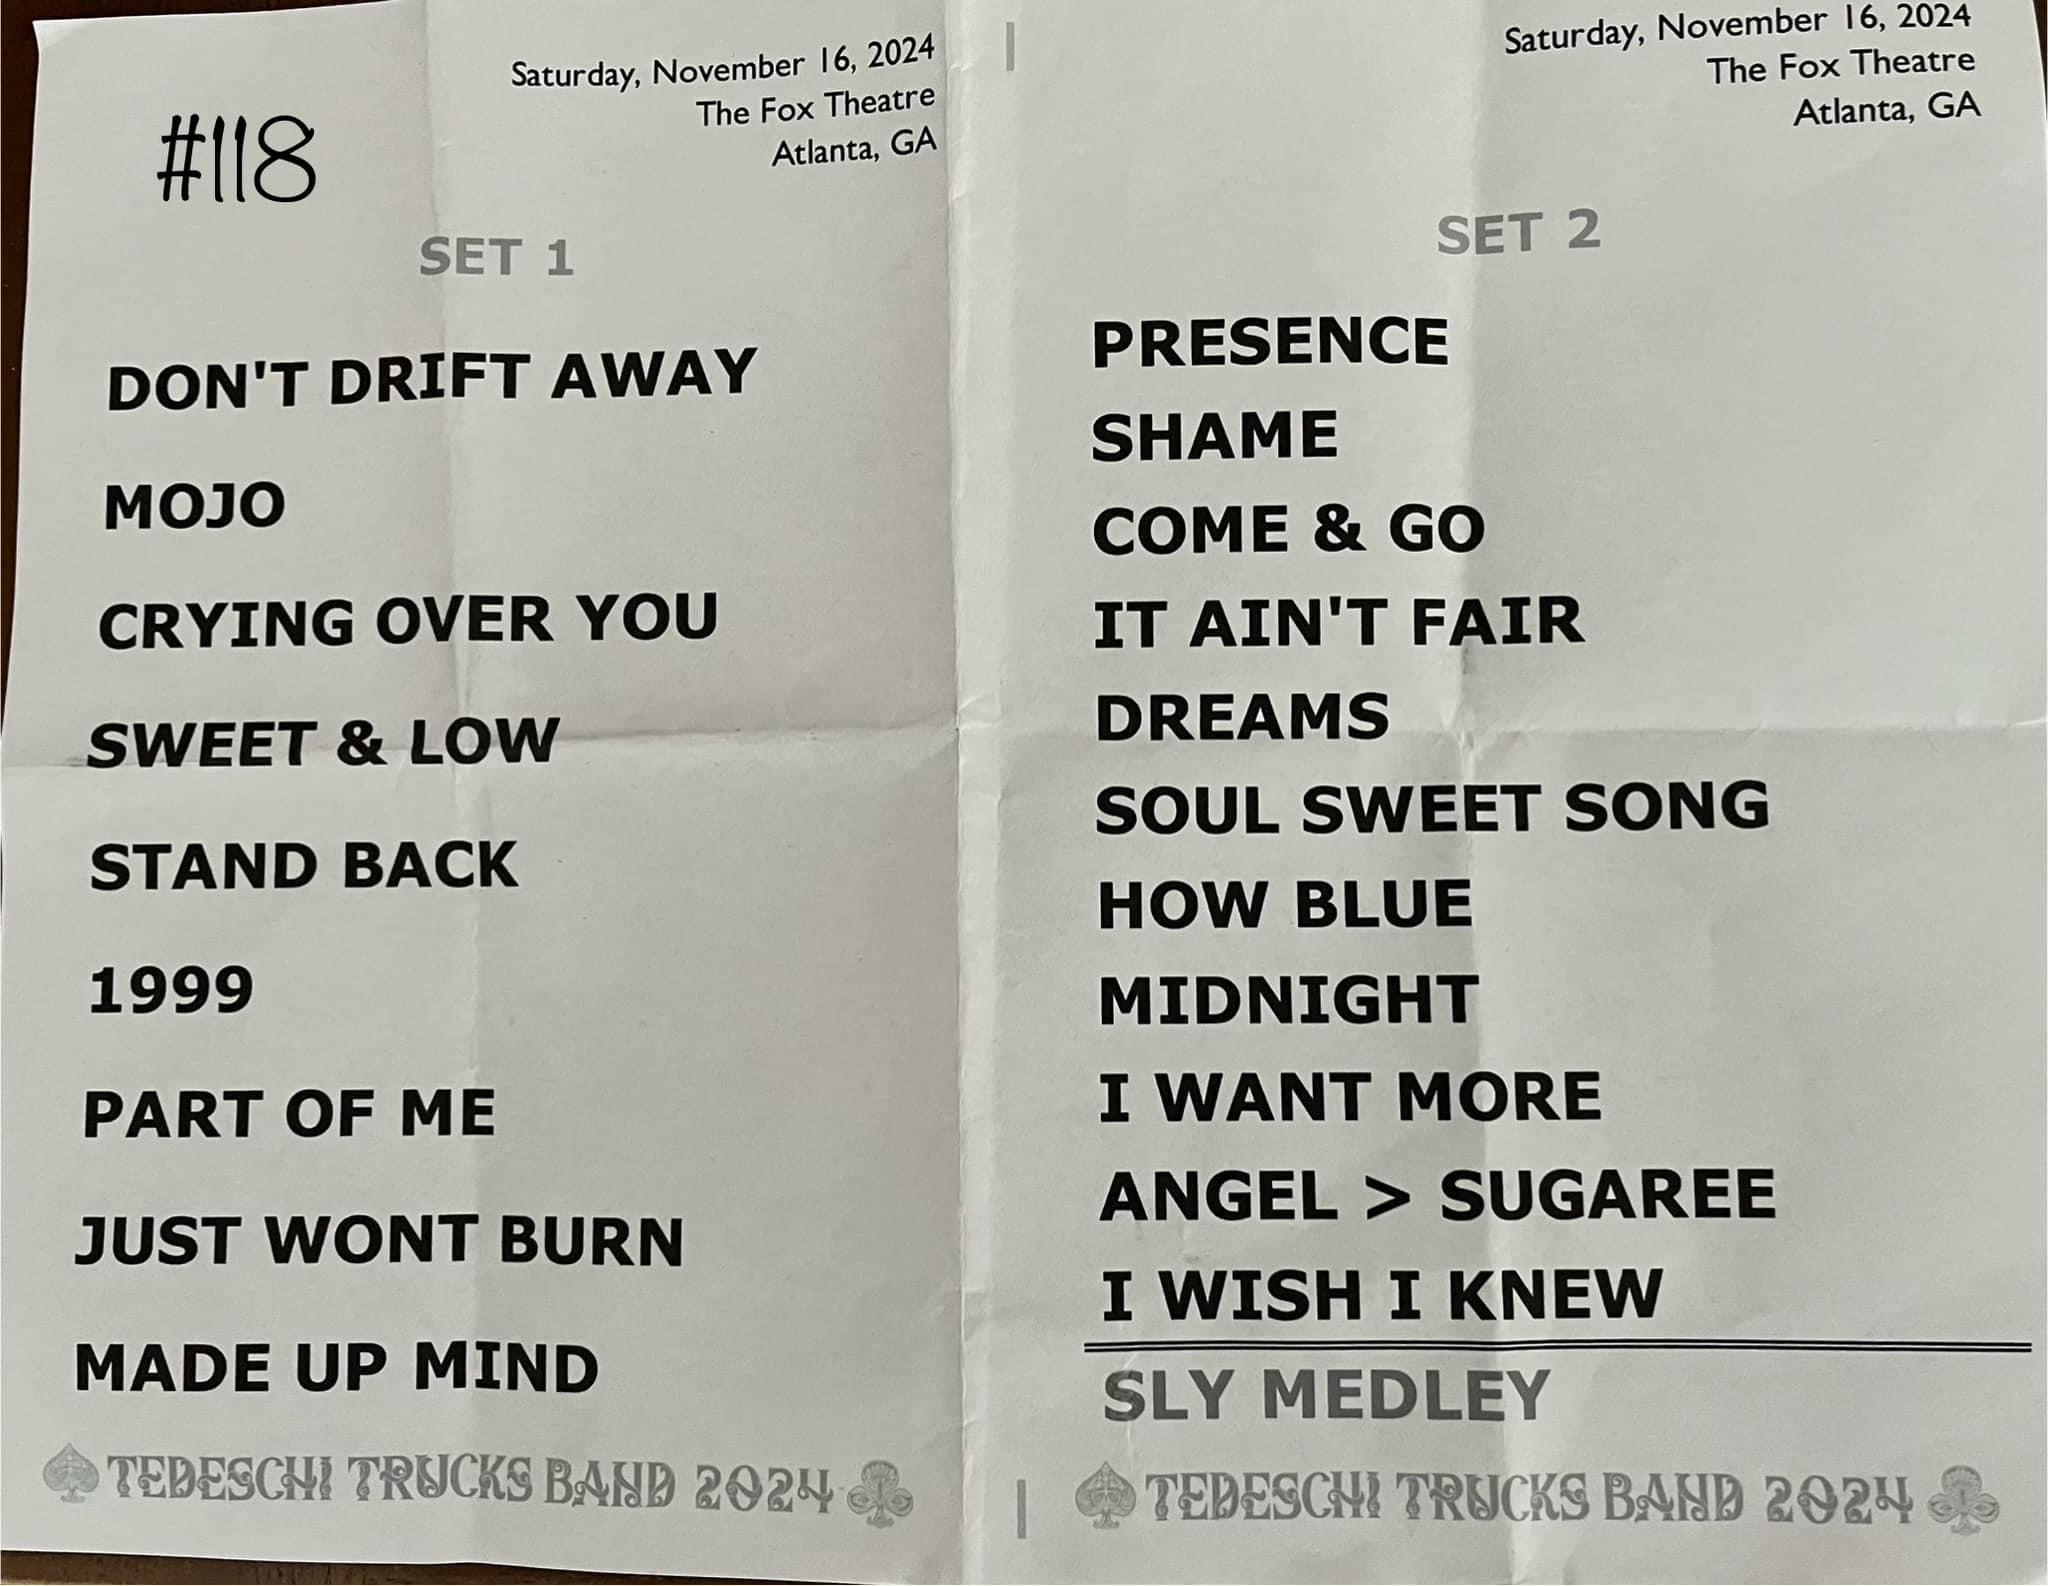 #118
Saturday, November 16, 2024
The Fox Theatre
Atlanta, GA
SET 1
DON'T DRIFT AWAY
MOJO
CRYING OVER YOU
SWEET & LOW
STAND BACK
1999
PART OF ME
JUST WONT BURN
MADE UP MIND
TEDESCHI TRUCKS BAND 2024
Saturday, November 16, 2024
The Fox Theatre
Atlanta, GA
SET 2
PRESENCE
SHAME
COME & GO
IT AIN'T FAIR
DREAMS
SOUL SWEET SONG
HOW BLUE
MIDNIGHT
I WANT MORE
ANGEL > SUGAREE
I WISH I KNEW
SLY MEDLEY
TEDESCHI TRUCKS BAND 2024